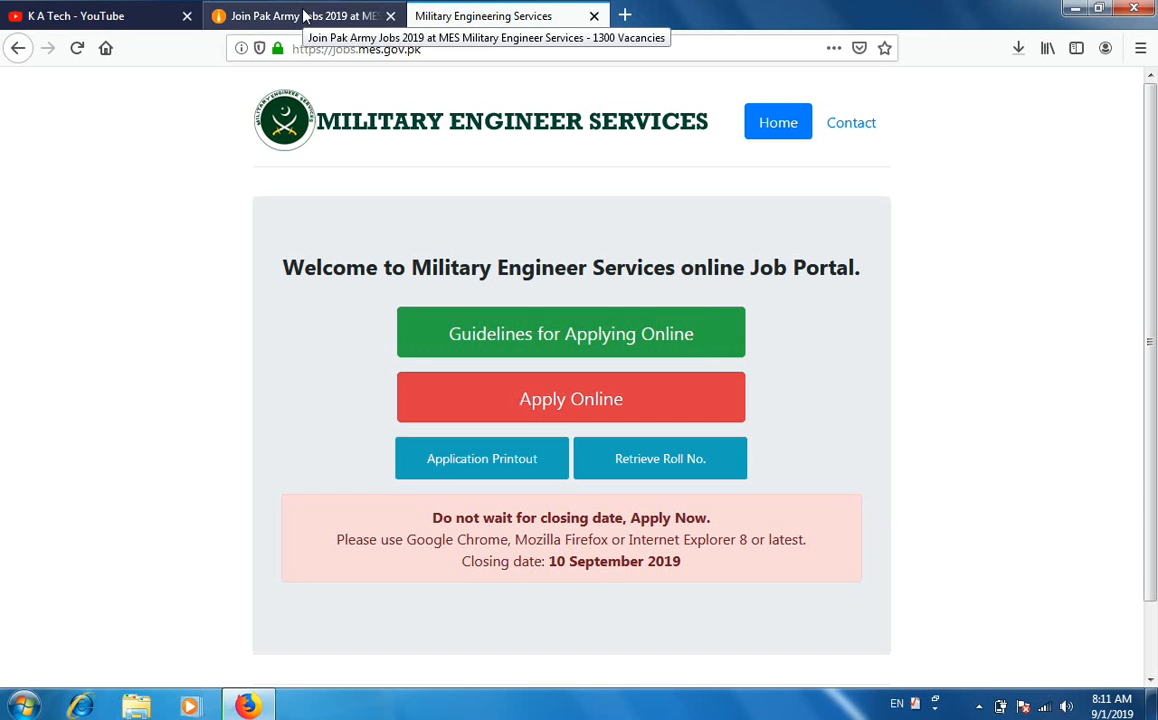 K A Tech - YouTube
Join Pak Army Jobs 2019 at MES
Military Engineering Services
Join Pak Army Jobs 2019 at MES Military Engineer Services - 1300 Vacancies
https://jobs.mes.gov.pk
MILITARY ENGINEER SERVICES
MILITARY ENGINEER SERVICES
Home
Contact
Welcome to Military Engineer Services online Job Portal.
Guidelines for Applying Online
Apply Online
Application Printout
Retrieve Roll No.
Do not wait for closing date, Apply Now.
Please use Google Chrome, Mozilla Firefox or Internet Explorer 8 or latest.
Closing date: 10 September 2019
EN
8:11 AM
9/1/2019